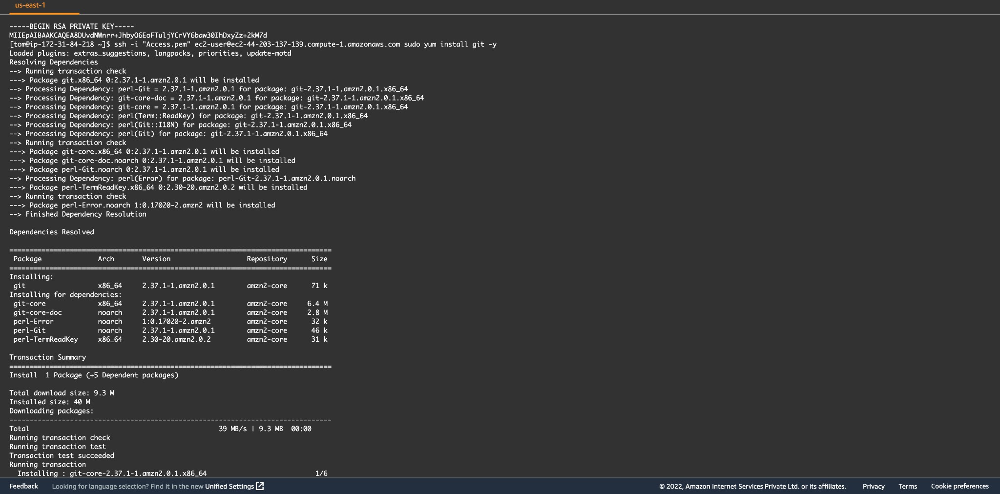 us-east-1
-----BEGIN RSA PRIVATE KEY-----
MIIEpAIBAAKCAQEA8DUvdNWnrr+JhbyO6EoFTuljYCrVY6baw30IhDxyZz+2kM7d
[tom@ip-172-31-84-218 ~]$ ssh -i "Access.pem" ec2-user@ec2-44-203-137-139.compute-1.amazonaws.com sudo yum install git -y
Loaded plugins: extras_suggestions, langpacks, priorities, update-motd
Resolving Dependencies
--> Running transaction check
---> Package git.x86_64 0:2.37.1-1.amzn2.0.1 will be installed
--> Processing Dependency: perl-Git = 2.37.1-1.amzn2.0.1 for package: git-2.37.1-1.amzn2.0.1.x86_64
--> Processing Dependency: git-core-doc = 2.37.1-1.amzn2.0.1 for package: git-2.37.1-1.amzn2.0.1.x86_64
--> Processing Dependency: git-core = 2.37.1-1.amzn2.0.1 for package: git-2.37.1-1.amzn2.0.1.x86_64
--> Processing Dependency: perl(Term::ReadKey) for package: git-2.37.1-1.amzn2.0.1.x86_64
--> Processing Dependency: perl(Git::I18N) for package: git-2.37.1-1.amzn2.0.1.x86_64
--> Processing Dependency: perl(Git) for package: git-2.37.1-1.amzn2.0.1.x86_64
--> Running transaction check
---> Package git-core.x86_64 0:2.37.1-1.amzn2.0.1 will be installed
---> Package git-core-doc.noarch 0:2.37.1-1.amzn2.0.1 will be installed
---> Package perl-Git.noarch 0:2.37.1-1.amzn2.0.1 will be installed
--> Processing Dependency: perl(Error) for package: perl-Git-2.37.1-1.amzn2.0.1.noarch
---> Package perl-TermReadKey.x86_64 0:2.30-20.amzn2.0.2 will be installed
--> Running transaction check
---> Package perl-Error.noarch 1:0.17020-2.amzn2 will be installed
--> Finished Dependency Resolution
Dependencies Resolved
================================================================================
Package Arch Version Repository Size
================================================================================
Installing:
git x86_64 2.37.1-1.amzn2.0.1 amzn2-core 71 k
Installing for dependencies:
git-core x86_64 2.37.1-1.amzn2.0.1 amzn2-core 6.4 M
git-core-doc noarch 2.37.1-1.amzn2.0.1 amzn2-core 2.8 M
perl-Error noarch 1:0.17020-2.amzn2 amzn2-core 32 k
perl-Git noarch 2.37.1-1.amzn2.0.1 amzn2-core 46 k
perl-TermReadKey x86_64 2.30-20.amzn2.0.2 amzn2-core 31 k
Transaction Summary
================================================================================
Install 1 Package (+5 Dependent packages)
Total download size: 9.3 M
Installed size: 40 M
Downloading packages:
--------------------------------------------------------------------------------
Total 39 MB/s | 9.3 MB 00:00
Running transaction check
Running transaction test
Transaction test succeeded
Running transaction
Installing : git-core-2.37.1-1.amzn2.0.1.x86_64 1/6
Feedback Looking for language selection? Find it in the new Unified Settings © 2022, Amazon Internet Services Private Ltd. or its affiliates. Privacy Terms Cookie preferences